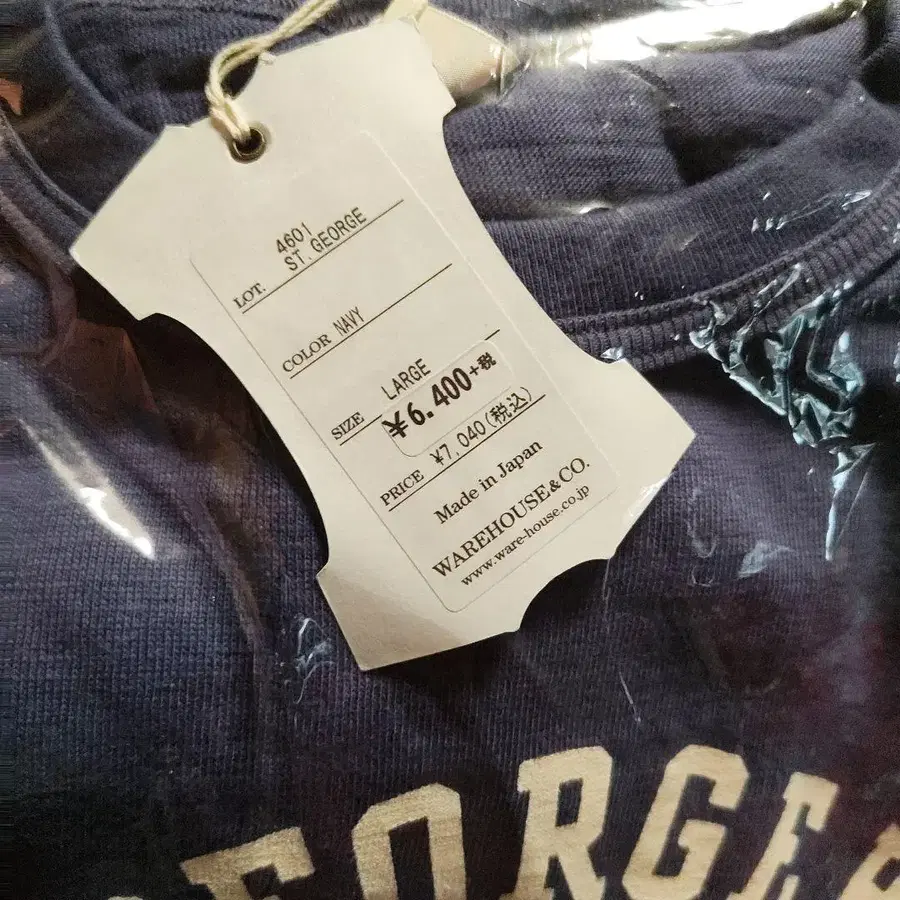 4601
LOT. ST. GEORGE
COLOR NAVY
SIZE LARGE
¥6.400+税
PRICE ¥7,040(税込)
Made in Japan
WAREHOUSE&CO.
www.ware-house.co.jp
GEORGE